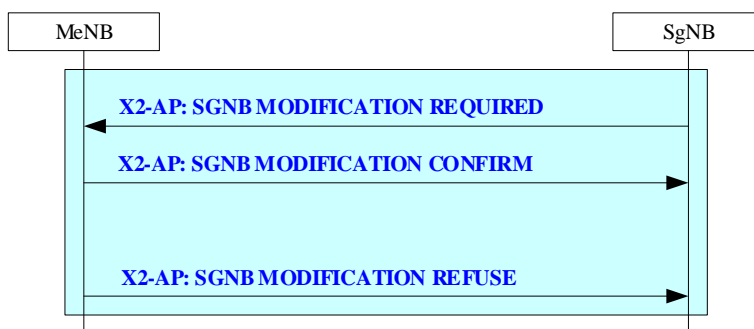 MeNB
SgNB
X2-AP: SGNB MODIFICATION REQUIRED
X2-AP: SGNB MODIFICATION CONFIRM
X2-AP: SGNB MODIFICATION REFUSE